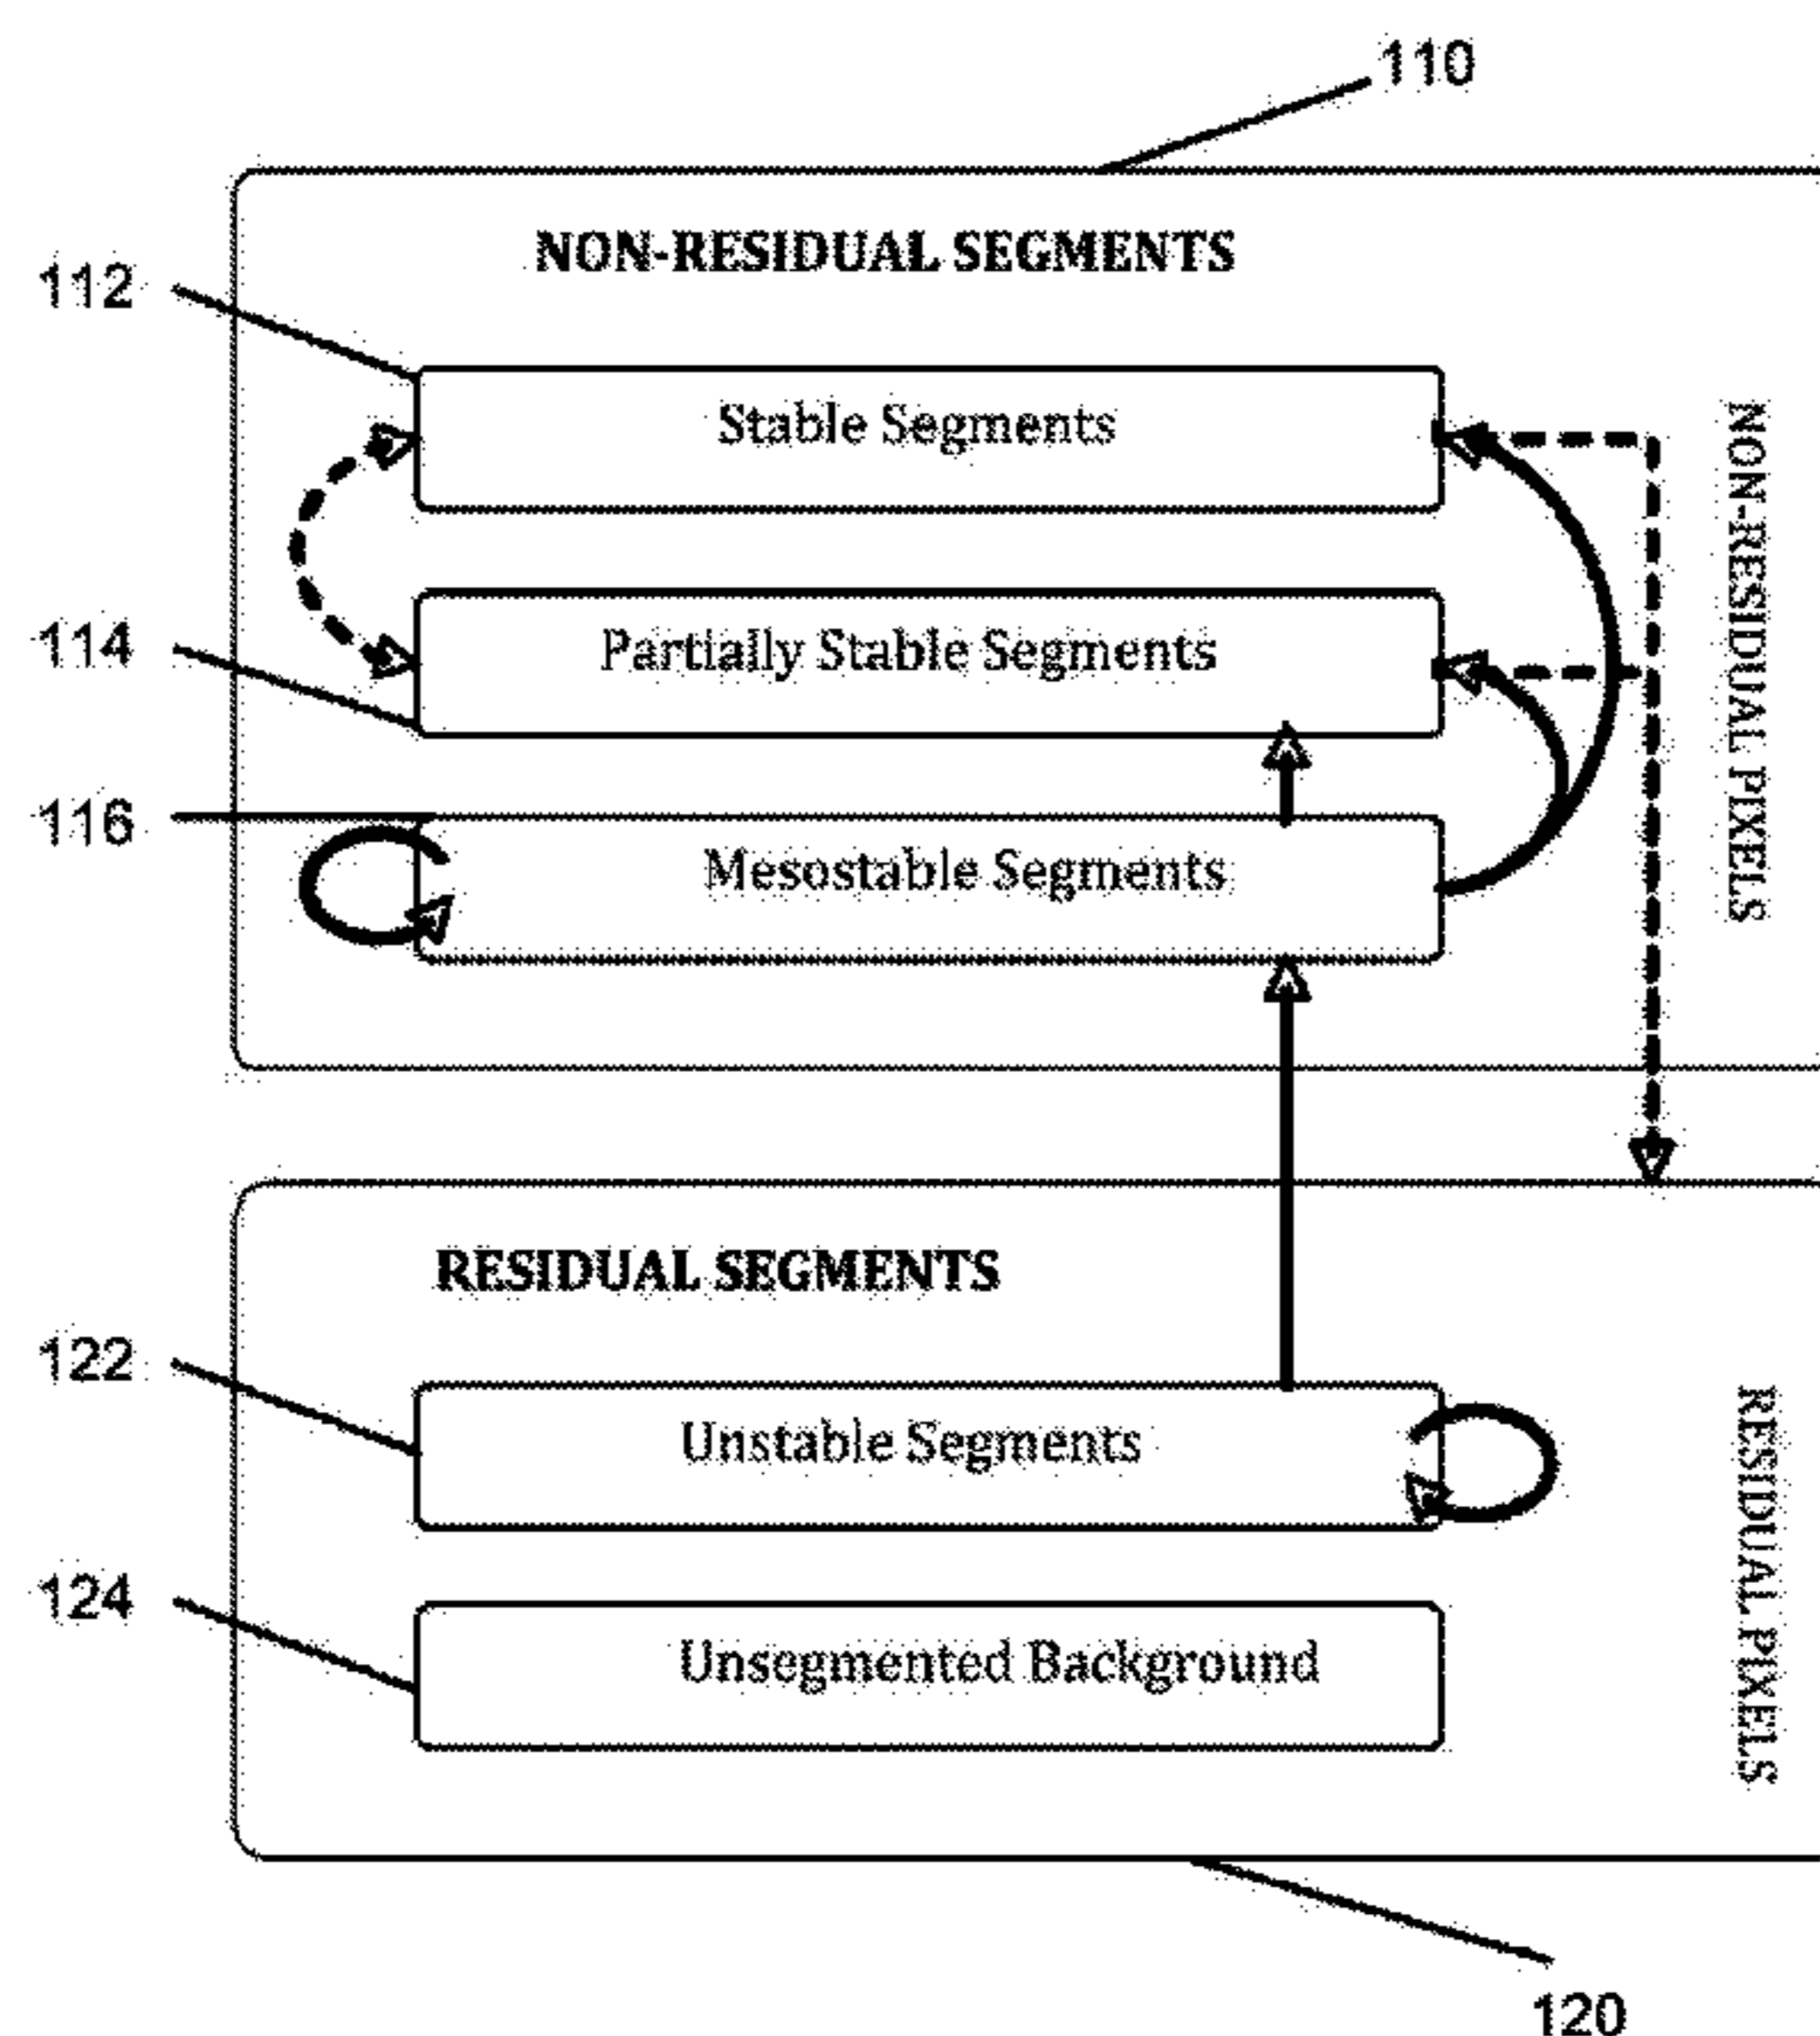 110
NON-RESIDUAL SEGMENTS
112
Stable Segments
NON-RESIDUAL PIXELS
114
Partially Stable Segments
116
Mesostable Segments
RESIDUAL SEGMENTS
122
Unstable Segments
RESIDUAL PIXELS
124
Unsegmented Background
120